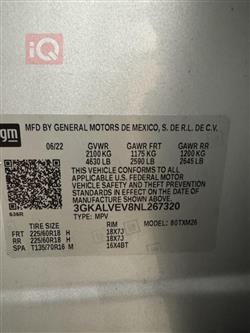 iQ
gm
MFD BY GENERAL MOTORS DE MEXICO, S. DE R.L. DE C.V.
06/22 GVWR GAWR FRT GAWR RR
2100 KG 1175 KG 1200 KG
4630 LB 2590 LB 2645 LB
THIS VEHICLE CONFORMS TO ALL
APPLICABLE U.S. FEDERAL MOTOR
VEHICLE SAFETY AND THEFT PREVENTION
STANDARDS IN EFFECT ON THE DATE OF
MANUFACTURE SHOWN ABOVE.
3GKALVEV8NL267320
TYPE: MPV MODEL: 80TXM26
TIRE SIZE RIM
FRT 225/60R18 H 18X7J
RR 225/60R18 H 18X7J
SPA T135/70R16 M 16X4BT